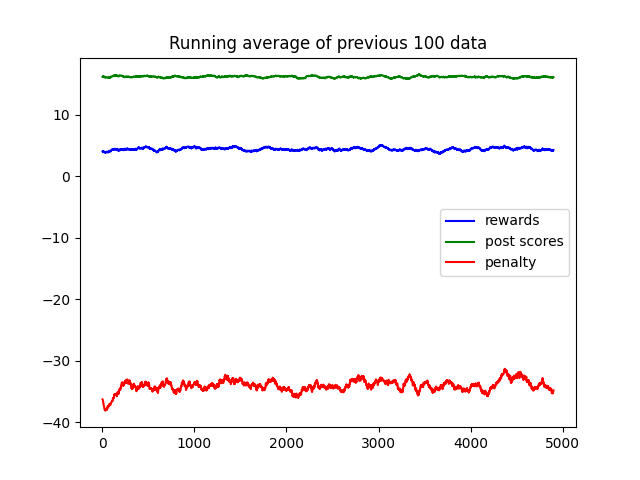 Running average of previous 100 data
10
0
−10
−20
−30
−40
rewards
post scores
penalty
0 1000 2000 3000 4000 5000